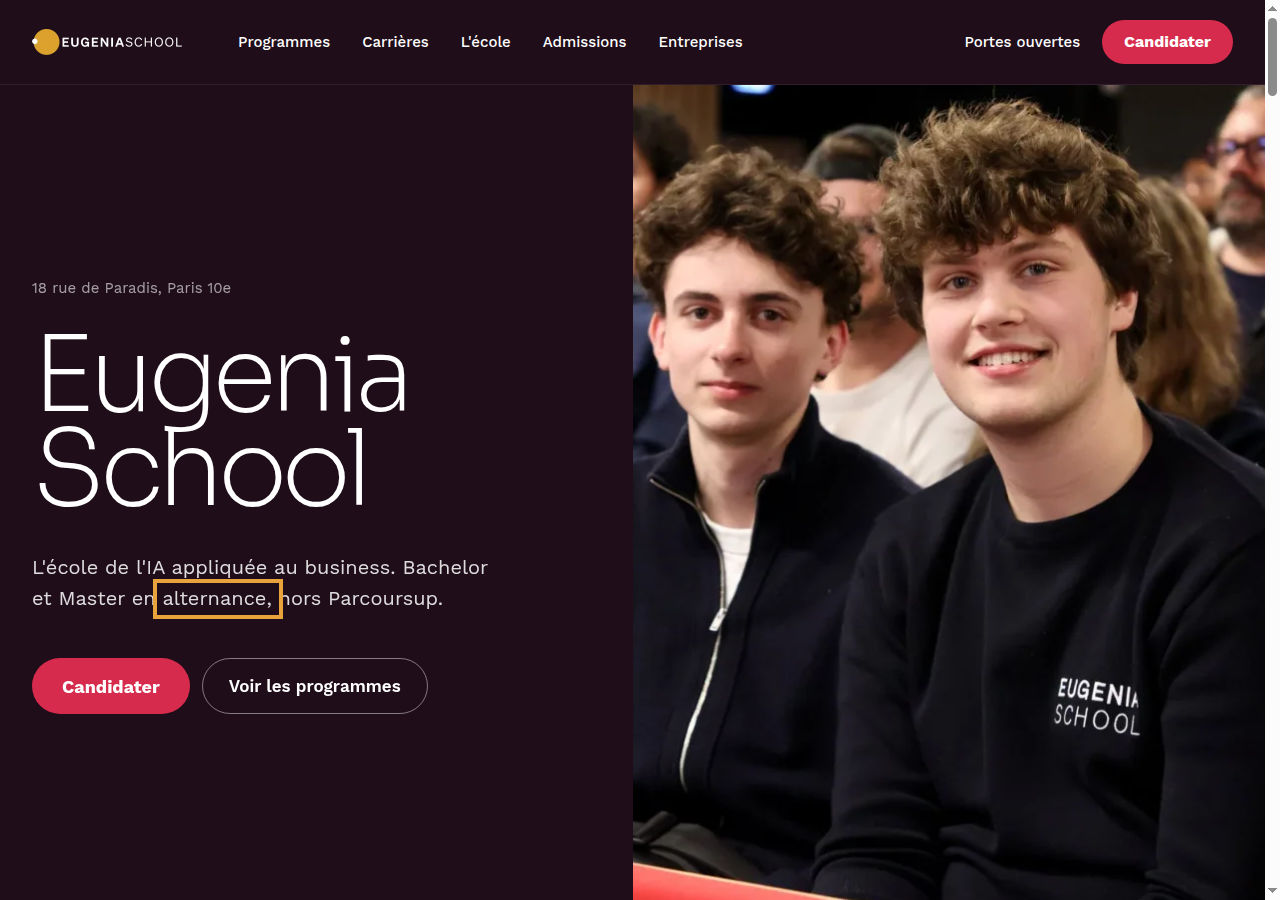 EUGENIASCHOOL
Programmes
Carrières
L'école
Admissions
Entreprises
Portes ouvertes
Candidater
18 rue de Paradis, Paris 10e
Eugenia
School
L'école de l'IA appliquée au business. Bachelor
et Master en alternance, hors Parcoursup.
Candidater
Voir les programmes
EUGENIA
SCHOOL